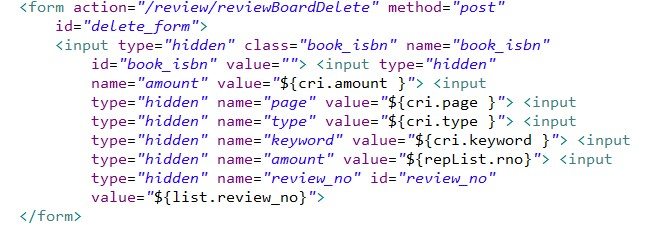 <form action="/review/reviewBoardDelete" method="post"
id="delete_form">
<input type="hidden" class="book_isbn" name="book_isbn"
id="book_isbn" value=""> <input type="hidden"
name="amount" value="${cri.amount }"> <input
type="hidden" name="page" value="${cri.page }"> <input
type="hidden" name="type" value="${cri.type }"> <input
type="hidden" name="keyword" value="${cri.keyword }"> <input
type="hidden" name="amount" value="${repList.rno}"> <input
type="hidden" name="review_no" id="review_no"
value="${list.review_no}">
</form>